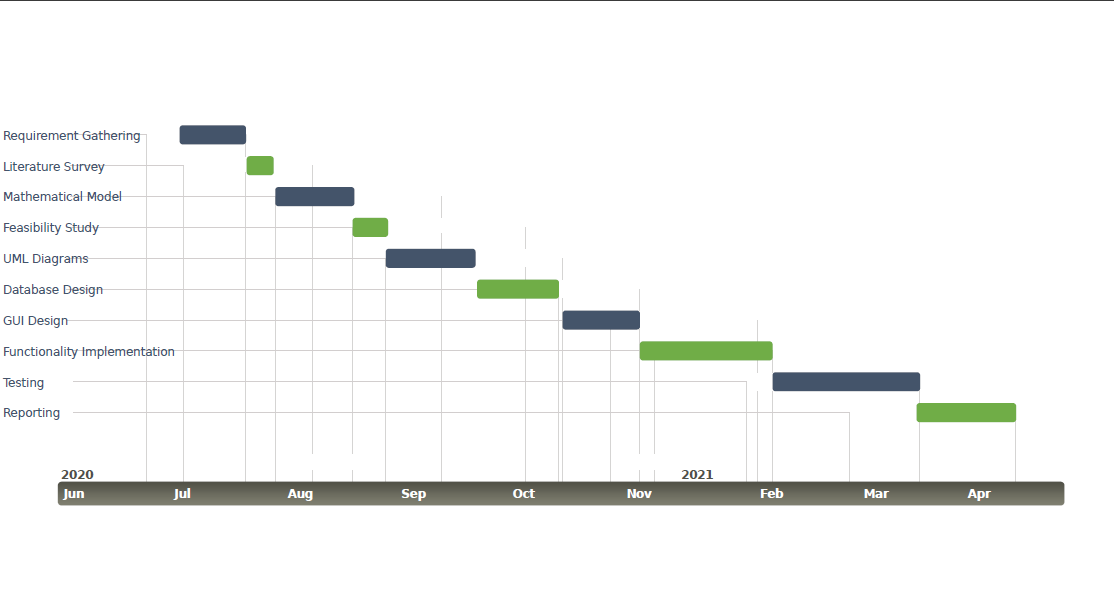 Requirement Gathering
Literature Survey
Mathematical Model
Feasibility Study
UML Diagrams
Database Design
GUI Design
Functionality Implementation
Testing
Reporting
2020 2021
Jun Jul Aug Sep Oct Nov Feb Mar Apr